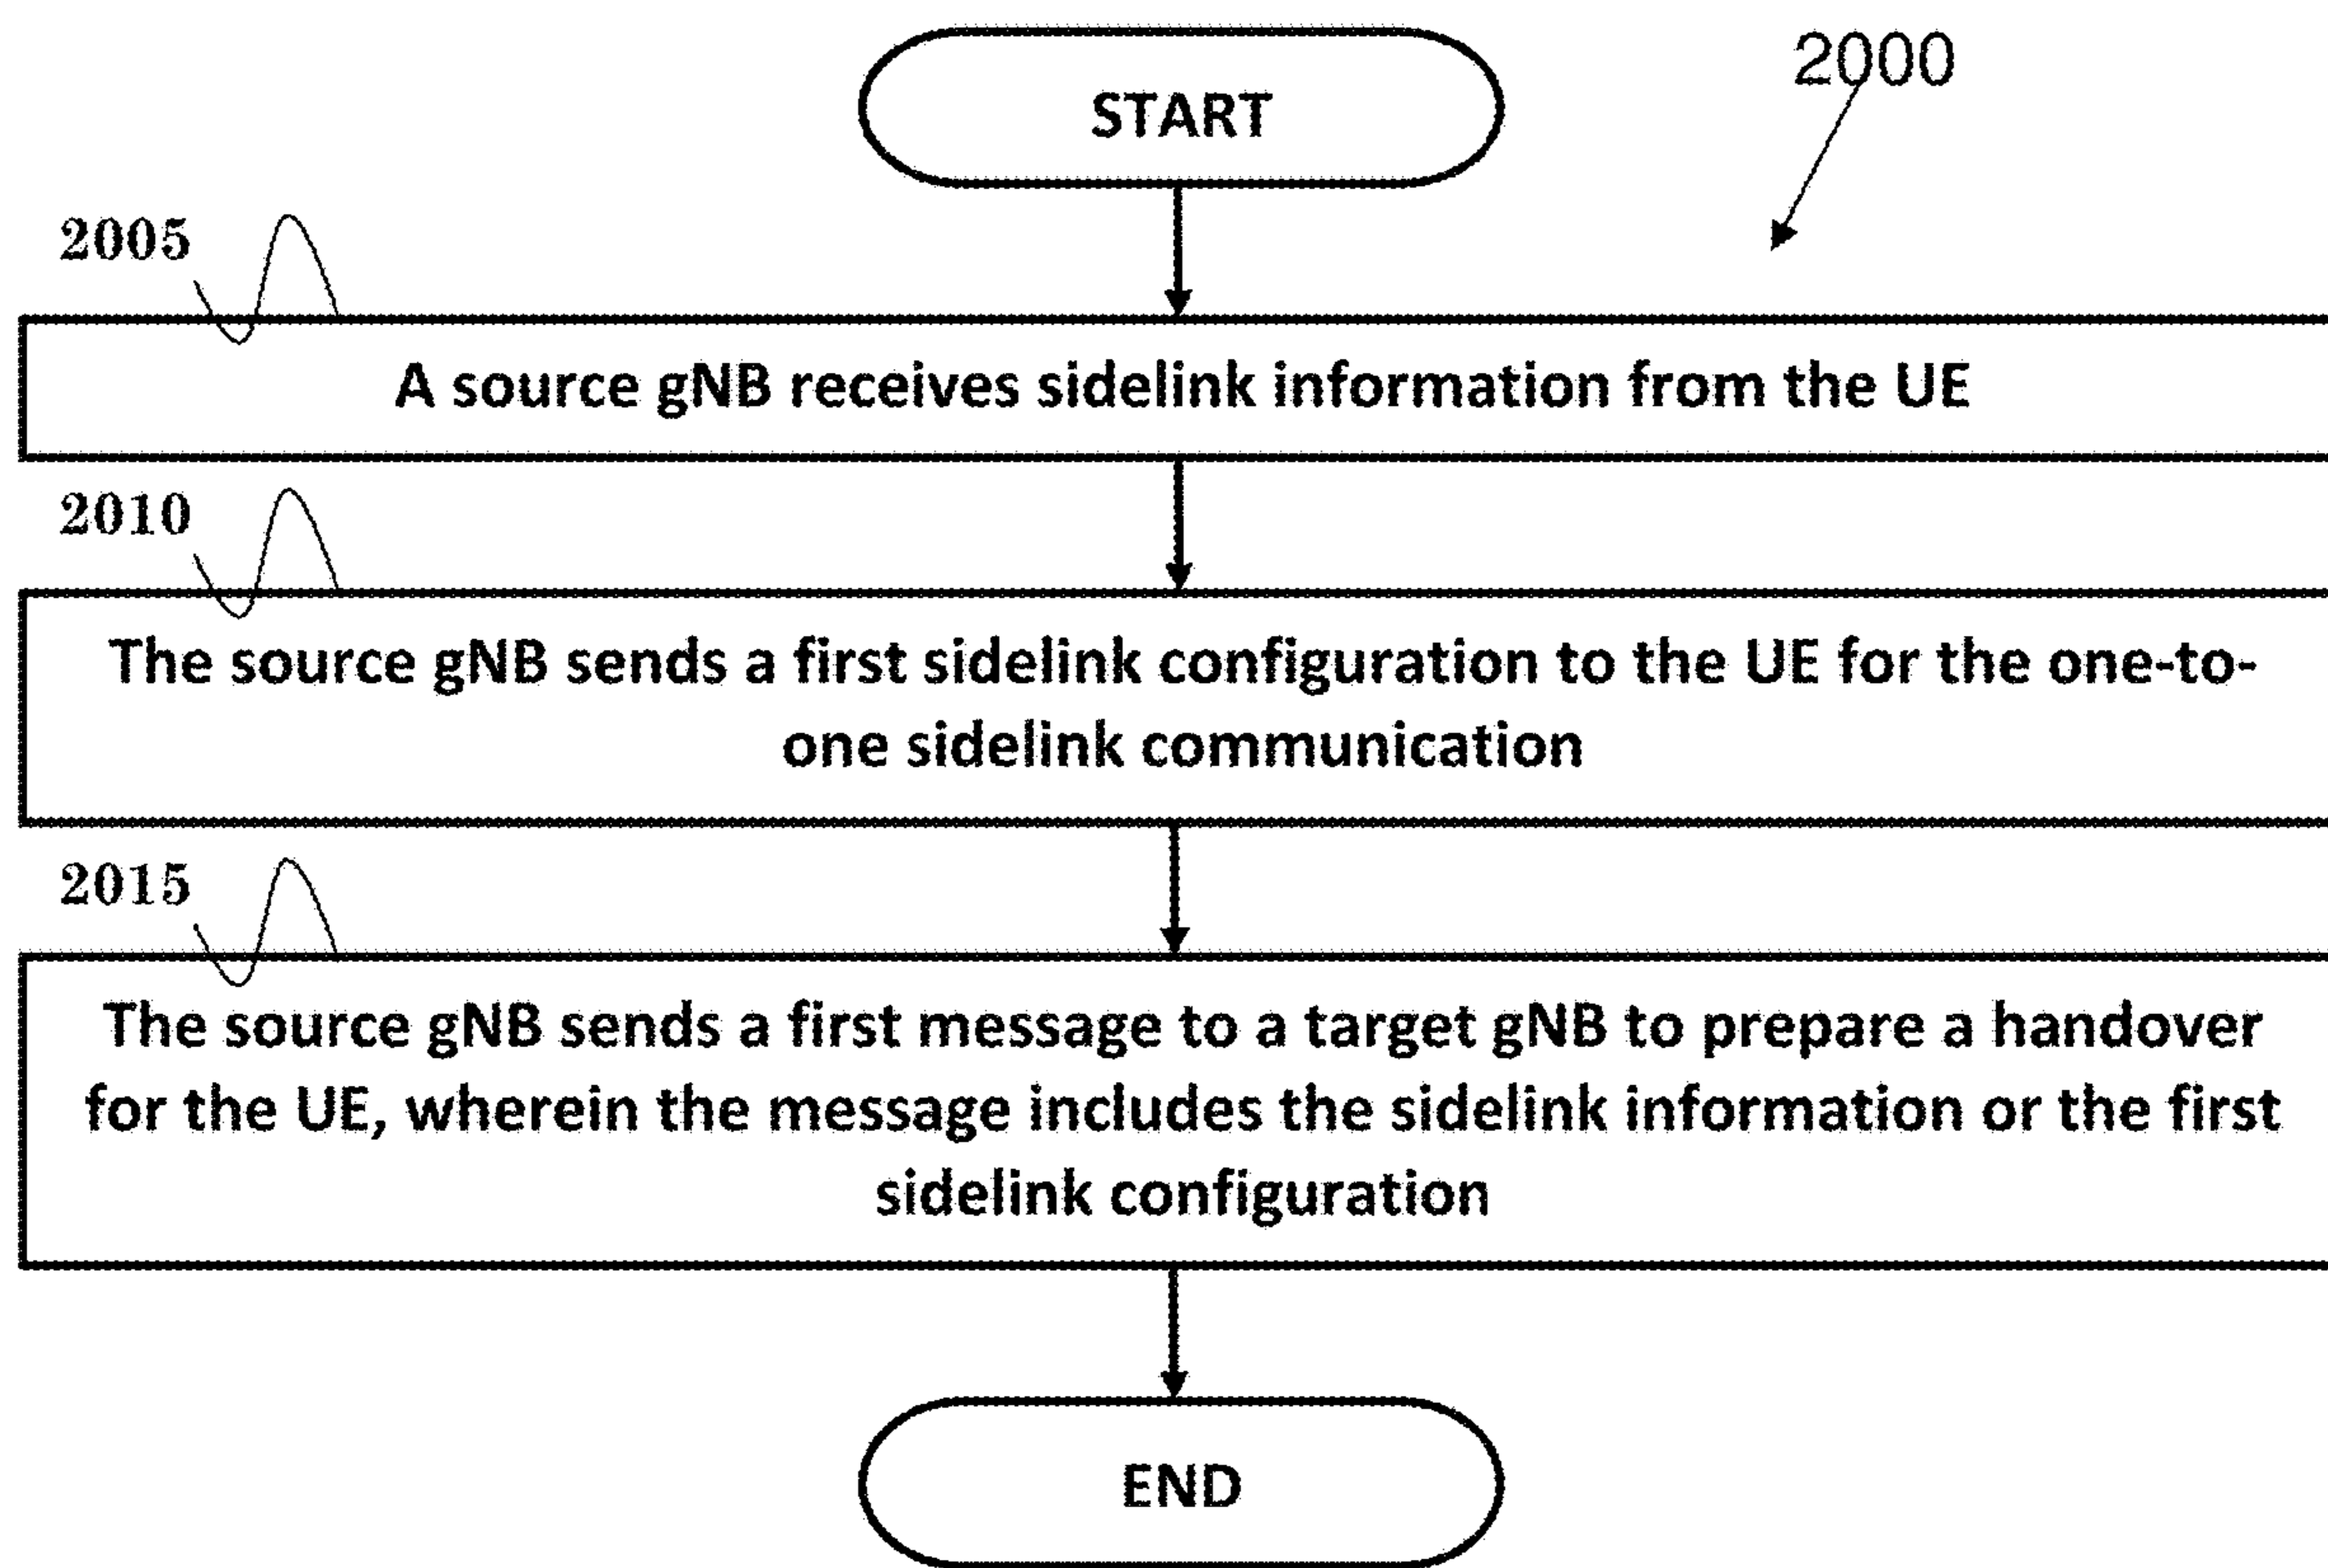 START
2000
2005
A source gNB receives sidelink information from the UE
2010
The source gNB sends a first sidelink configuration to the UE for the one-to-
one sidelink communication
2015
The source gNB sends a first message to a target gNB to prepare a handover
for the UE, wherein the message includes the sidelink information or the first
sidelink configuration
END